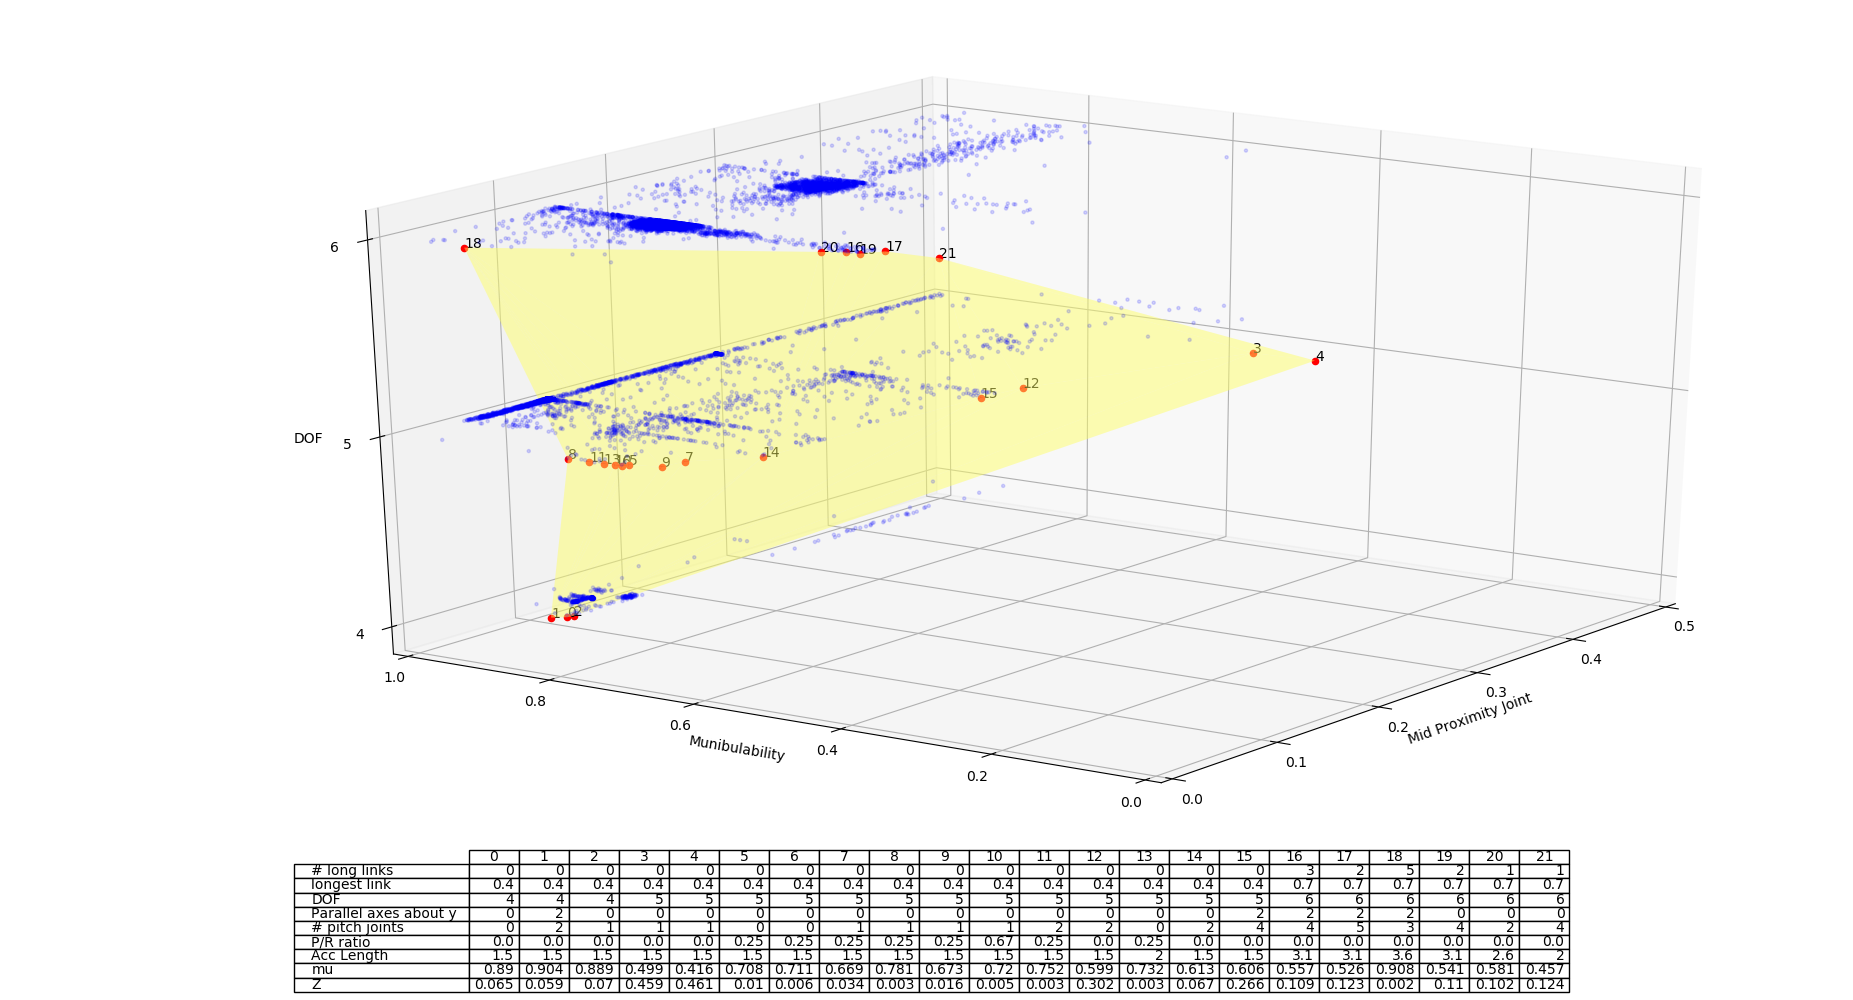 18
20
16
19
17
21
6
3
4
12
15
DOF
5
8
11
13
5
9
7
14
1
0
2
4
1.0
0.8
0.6
0.4
0.2
0.0
Munibulability
0.0
0.1
0.2
0.3
0.4
0.5
Mid Proximity Joint
0 1 2 3 4 5 6 7 8 9 10 11 12 13 14 15 16 17 18 19 20 21
# long links 0 0 0 0 0 0 0 0 0 0 0 0 0 0 0 0 3 2 5 2 1 1
longest link 0.4 0.4 0.4 0.4 0.4 0.4 0.4 0.4 0.4 0.4 0.4 0.4 0.4 0.4 0.4 0.4 0.7 0.7 0.7 0.7 0.7 0.7
DOF 4 4 4 5 5 5 5 5 5 5 5 5 5 5 5 5 6 6 6 6 6 6
Parallel axes about y 0 2 0 0 0 0 0 0 0 0 0 0 0 0 0 2 2 2 2 0 0 0
# pitch joints 0 2 1 1 1 0 0 1 1 1 1 2 2 0 2 4 4 5 3 4 2 4
P/R ratio 0.0 0.0 0.0 0.0 0.0 0.25 0.25 0.25 0.25 0.25 0.67 0.25 0.0 0.25 0.0 0.0 0.0 0.0 0.0 0.0 0.0 0.0
Acc Length 1.5 1.5 1.5 1.5 1.5 1.5 1.5 1.5 1.5 1.5 1.5 1.5 1.5 2 1.5 1.5 3.1 3.1 3.6 3.1 2.6 2
mu 0.89 0.904 0.889 0.499 0.416 0.708 0.711 0.669 0.781 0.673 0.72 0.752 0.599 0.732 0.613 0.606 0.557 0.526 0.908 0.541 0.581 0.457
Z 0.065 0.059 0.07 0.459 0.461 0.01 0.006 0.034 0.003 0.016 0.005 0.003 0.302 0.003 0.067 0.266 0.109 0.123 0.002 0.11 0.102 0.124